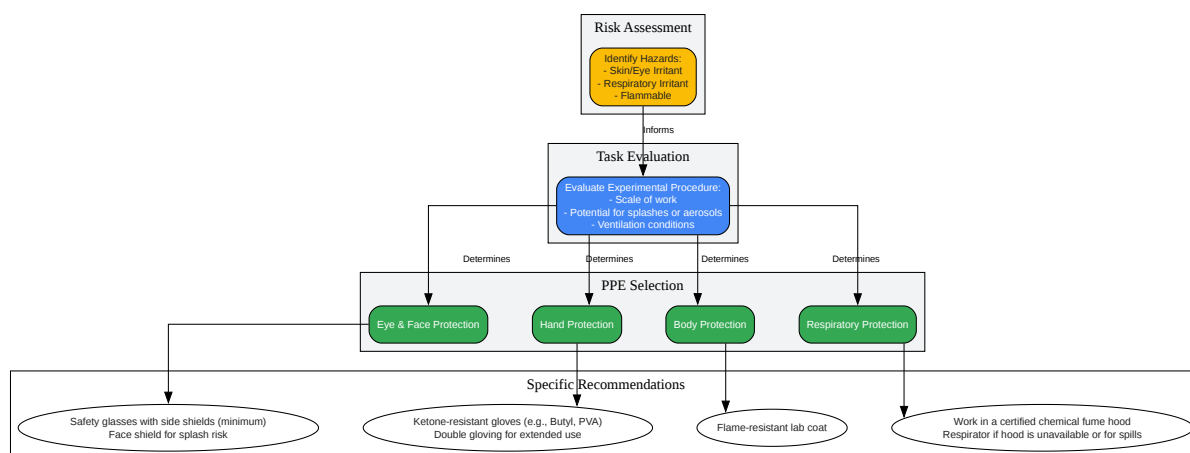 Risk Assessment
Identify Hazards:
- Skin/Eye Irritant
- Respiratory Irritant
- Flammable
Informs
Task Evaluation
Evaluate Experimental Procedure:
- Scale of work
- Potential for splashes or aerosols
- Ventilation conditions
Determines
Determines
Determines
Determines
PPE Selection
Eye & Face Protection
Hand Protection
Body Protection
Respiratory Protection
Specific Recommendations
Safety glasses with side shields (minimum)
Face shield for splash risk
Ketone-resistant gloves (e.g., Butyl, PVA)
Double gloving for extended use
Flame-resistant lab coat
Work in a certified chemical fume hood
Respirator if hood is unavailable or for spills